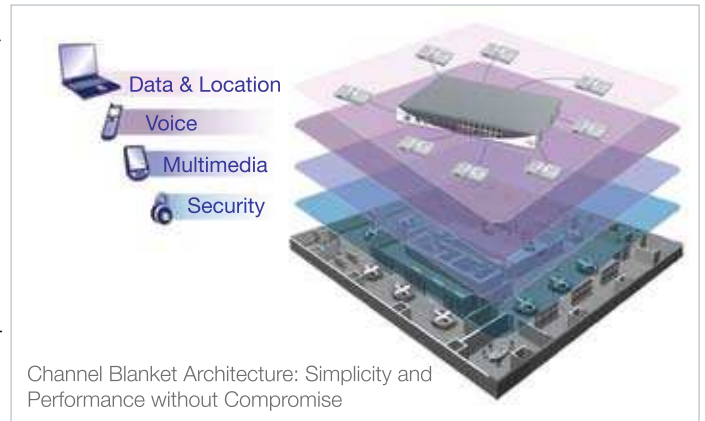 Data & Location
Voice
Multimedia
Security
Channel Blanket Architecture: Simplicity and
Performance without Compromise